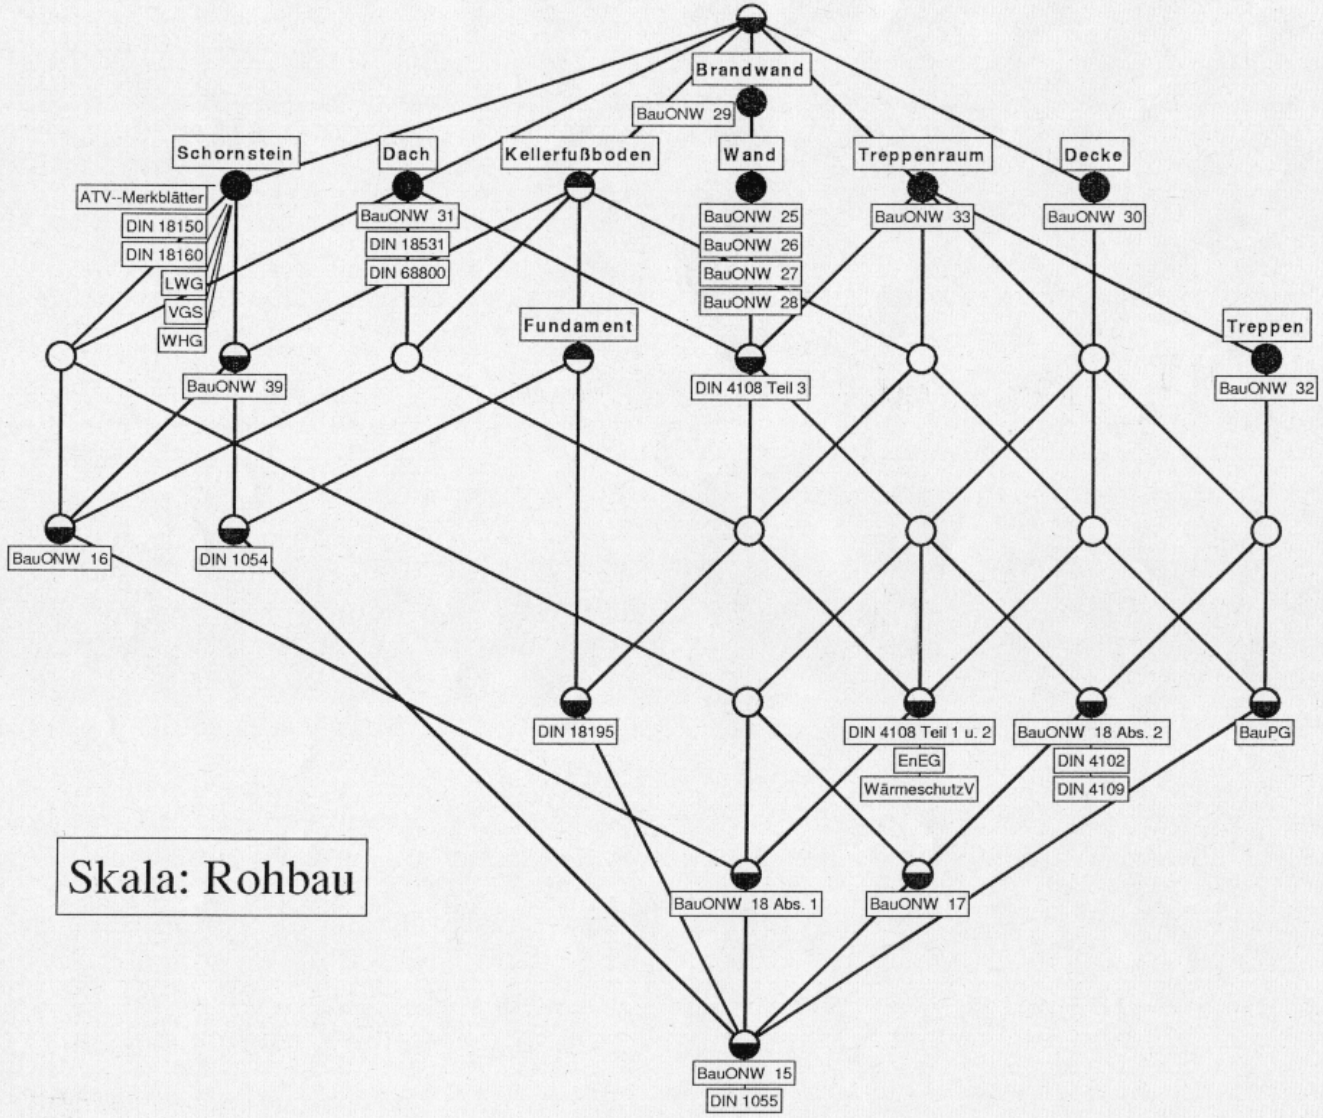 Brandwand
BauONW 29
Schornstein
Dach
Kellerfußboden
Wand
Treppenraum
Decke
ATV--Merkblätter
DIN 18150
DIN 18160
LWG
VGS
WHG
BauONW 31
DIN 18531
DIN 68800
BauONW 25
BauONW 26
BauONW 27
BauONW 28
BauONW 33
BauONW 30
Fundament
Treppen
BauONW 39
DIN 4108 Teil 3
BauONW 32
BauONW 16
DIN 1054
DIN 18195
DIN 4108 Teil 1 u. 2
EnEG
WärmeschutzV
BauONW 18 Abs. 2
DIN 4102
DIN 4109
BauPG
Skala: Rohbau
BauONW 18 Abs. 1
BauONW 17
BauONW 15
DIN 1055